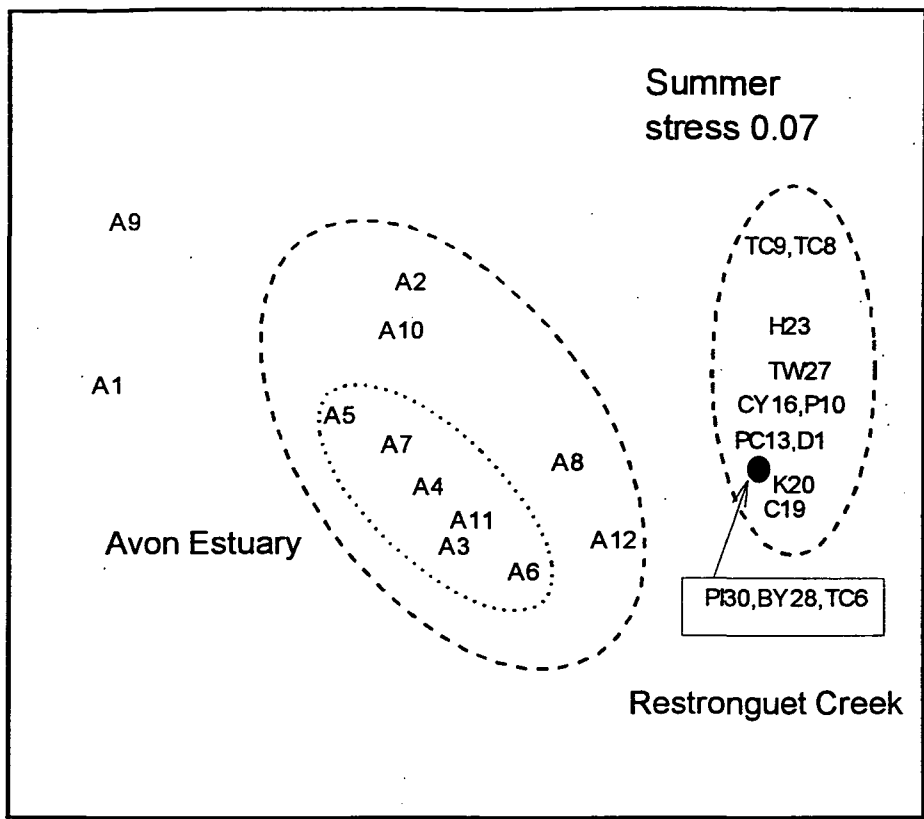 Summer
stress 0.07
A9
TC9,TC8
A2
H23
A10
TW27
A1
CY16,P10
A5
PC13,D1
A7
A8
A4
K20
C19
A11
Avon Estuary
A3
A12
A6
PI30,BY28,TC6
Restronguet Creek